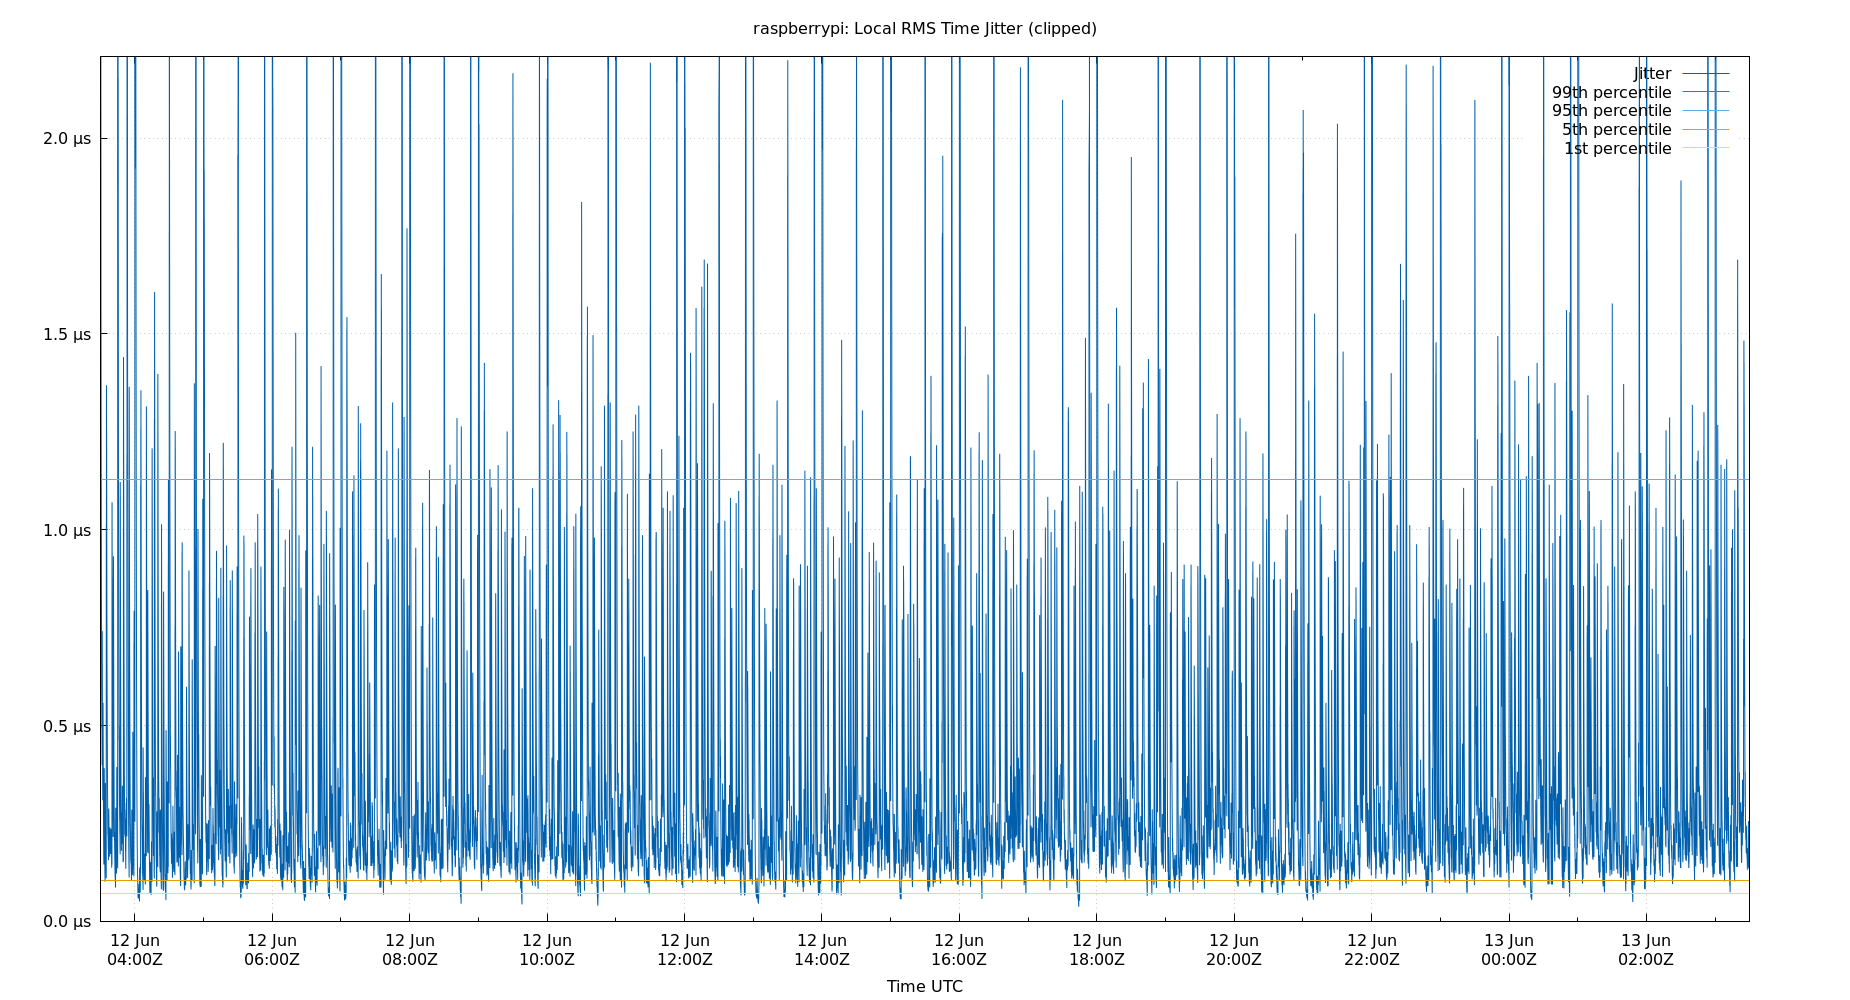 raspberrypi: Local RMS Time Jitter (clipped)
Jitter
99th percentile
95th percentile
5th percentile
1st percentile
2.0 µs
1.5 µs
1.0 µs
0.5 µs
0.0 µs
12 Jun 12 Jun 12 Jun 12 Jun 12 Jun 12 Jun 12 Jun 12 Jun 12 Jun 12 Jun 13 Jun 13 Jun
04:00Z 06:00Z 08:00Z 10:00Z 12:00Z 14:00Z 16:00Z 18:00Z 20:00Z 22:00Z 00:00Z 02:00Z
Time UTC